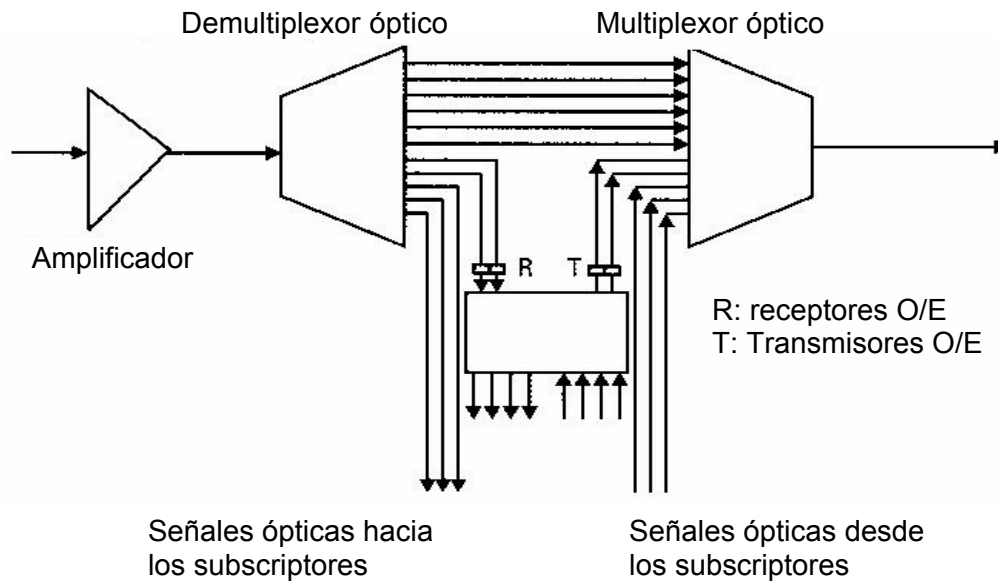 Demultiplexor óptico
Multiplexor óptico
Amplificador
R
T
R: receptores O/E
T: Transmisores O/E
Señales ópticas hacia
los subscriptores
Señales ópticas desde
los subscriptores